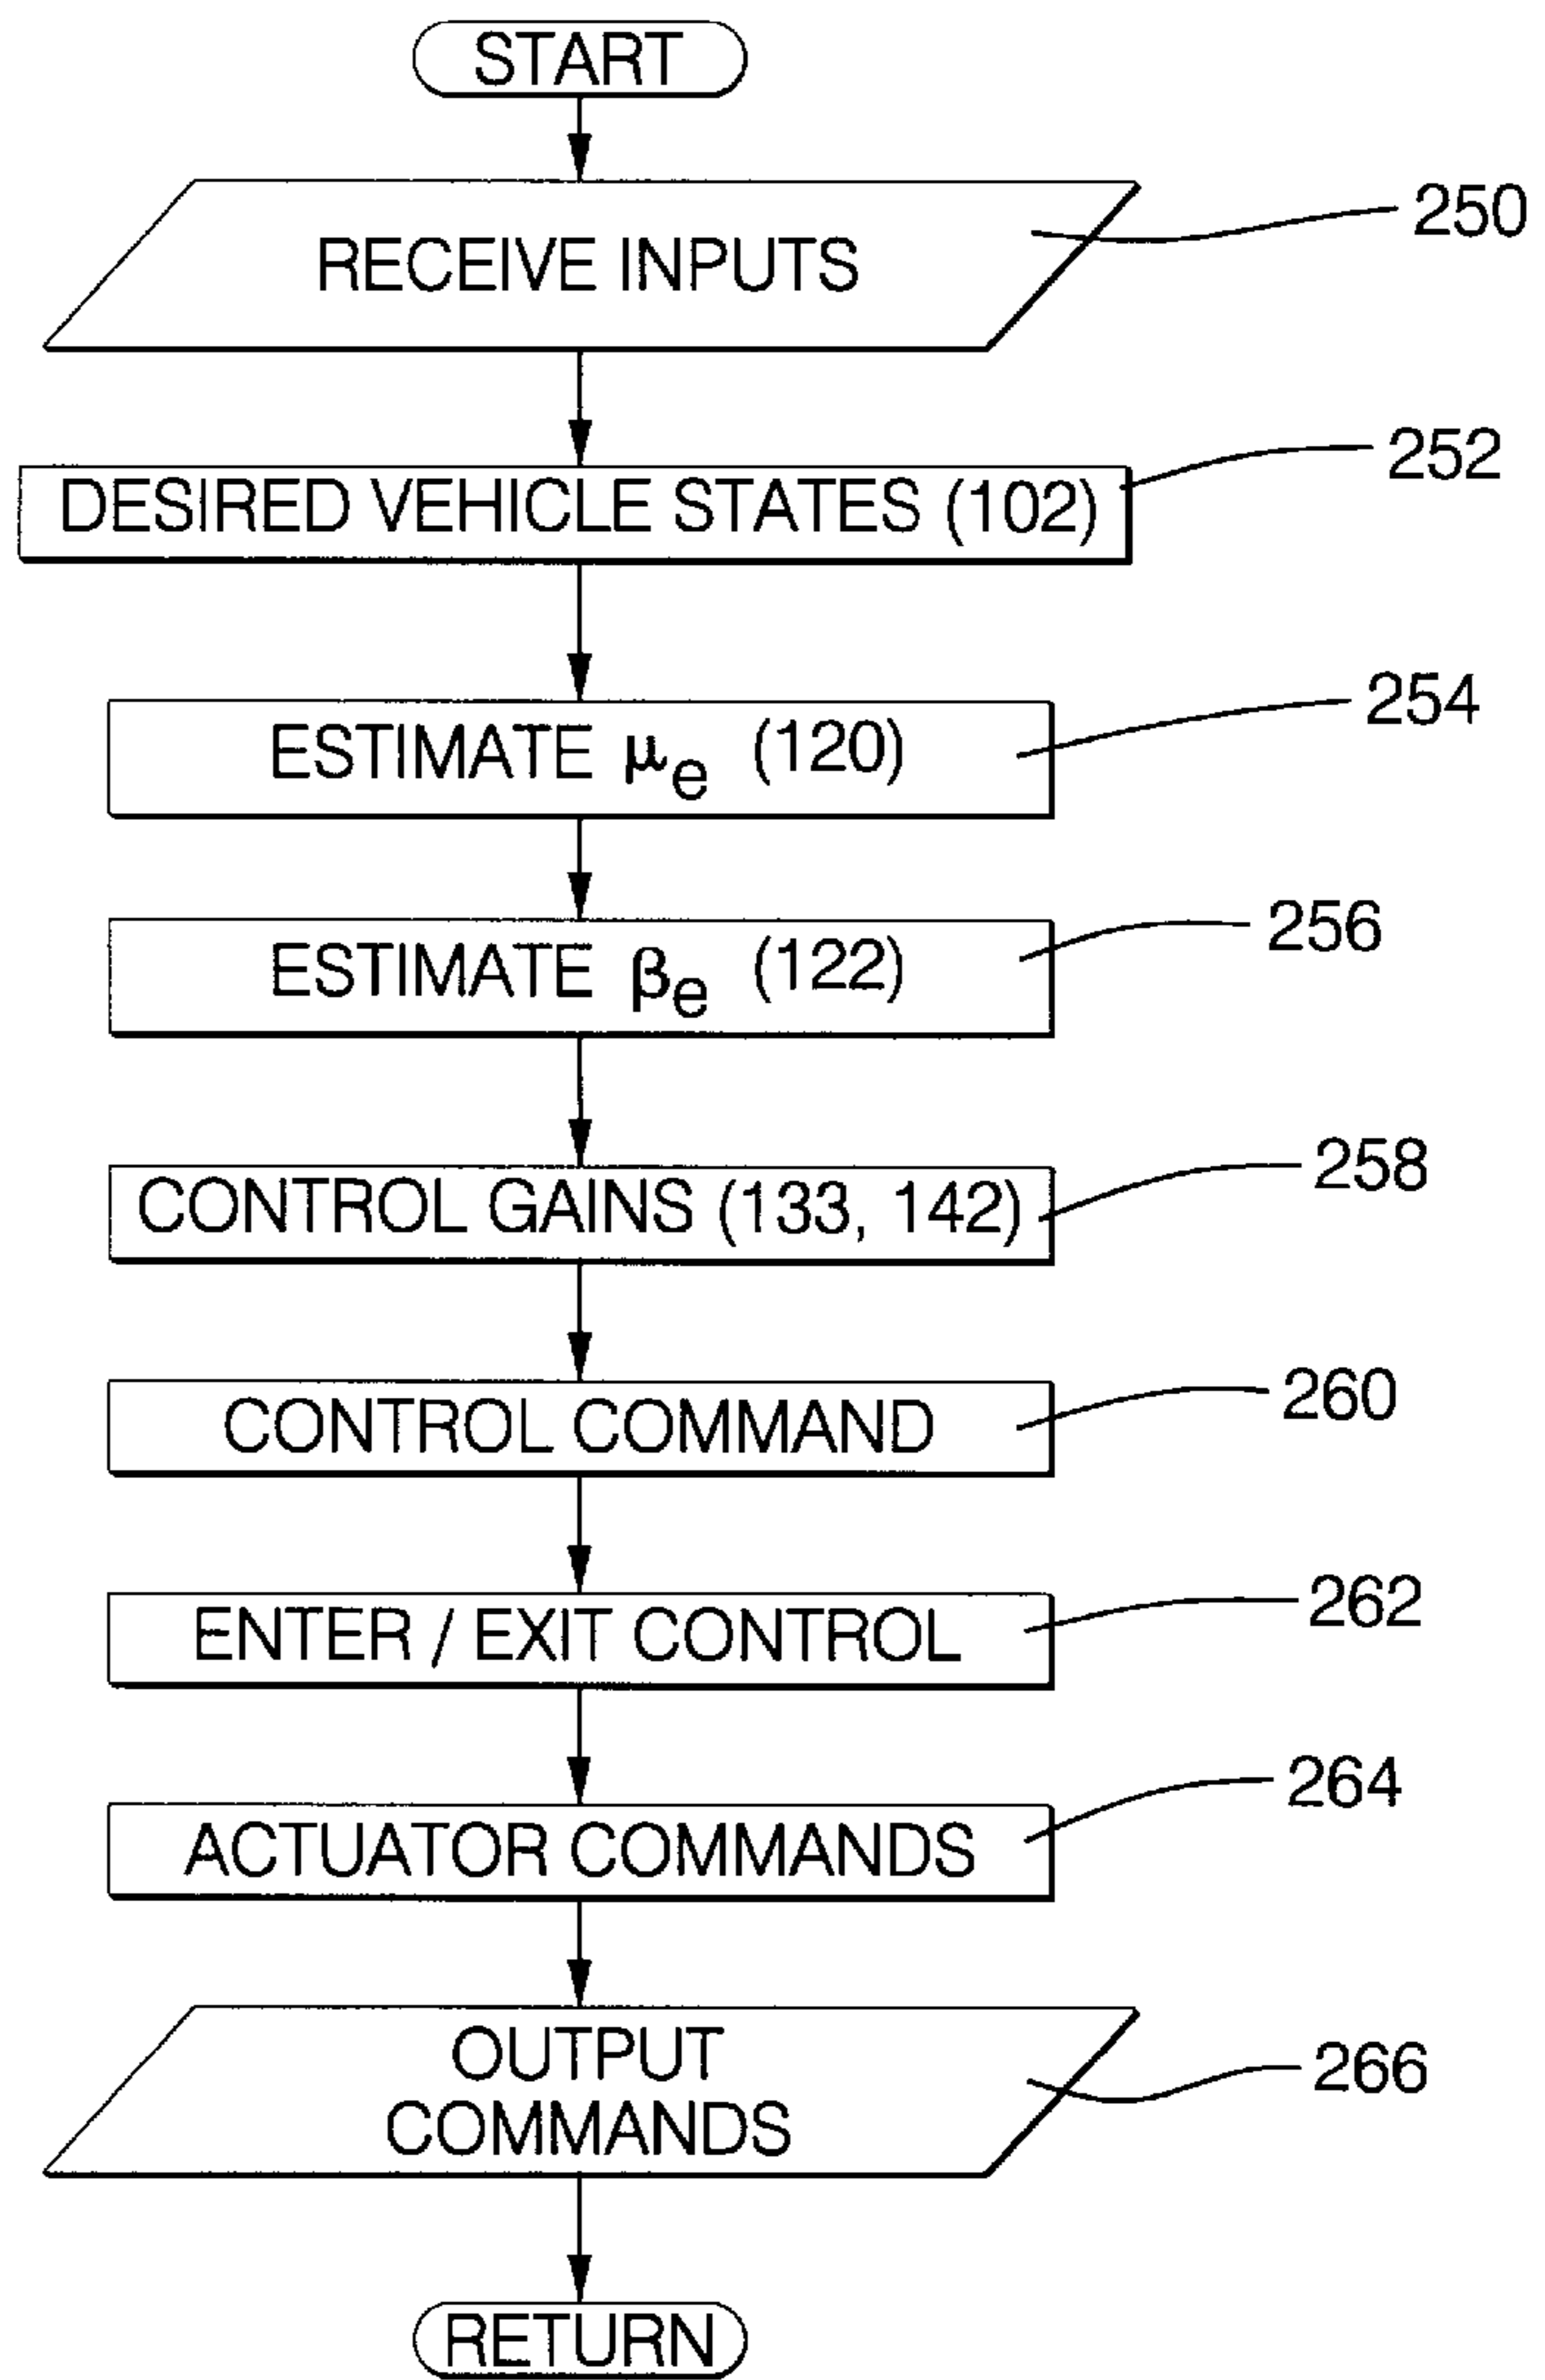 START
RECEIVE INPUTS
250
DESIRED VEHICLE STATES (102)
252
ESTIMATE μe (120)
254
ESTIMATE βe (122)
256
CONTROL GAINS (133, 142)
258
CONTROL COMMAND
260
ENTER / EXIT CONTROL
262
ACTUATOR COMMANDS
264
OUTPUT
COMMANDS
266
RETURN